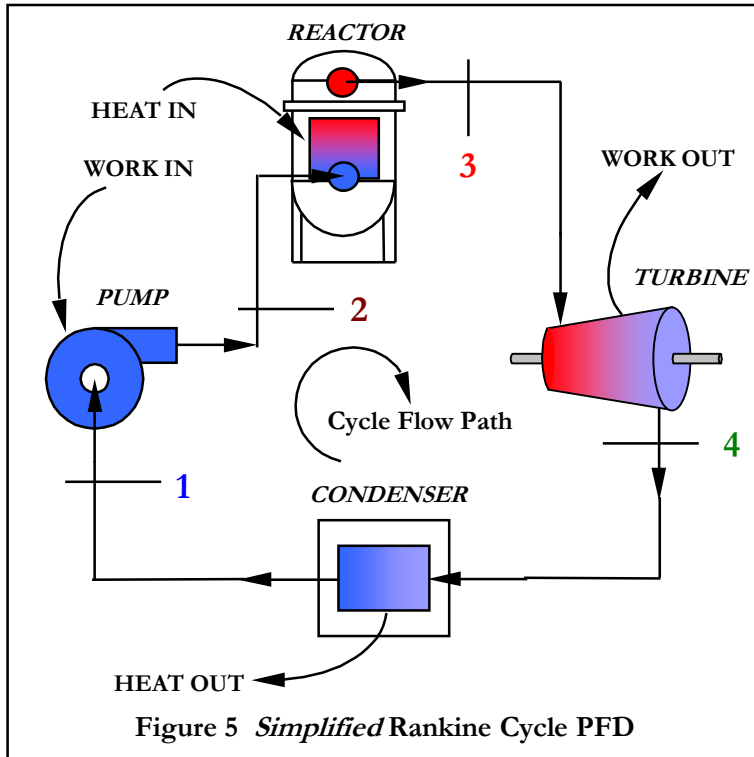 REACTOR
HEAT IN
WORK IN
3
WORK OUT
PUMP
2
TURBINE
Cycle Flow Path
4
1
CONDENSER
HEAT OUT
Figure 5 Simplified Rankine Cycle PFD